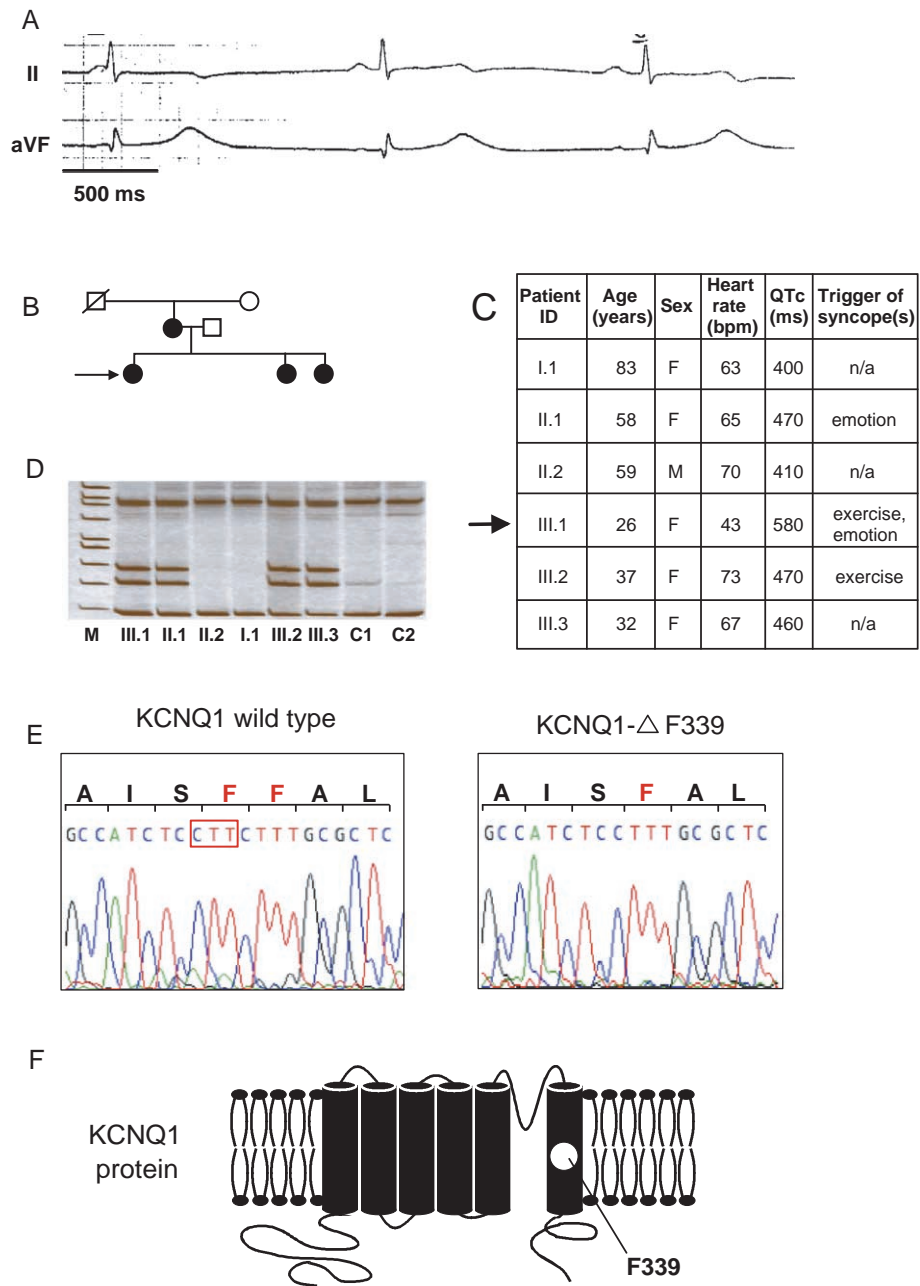 A
II
aVF
500 ms
B
C
Patient ID Age (years) Sex Heart rate (bpm) QTc (ms) Trigger of syncope(s)
I.1 83 F 63 400 n/a
II.1 58 F 65 470 emotion
II.2 59 M 70 410 n/a
III.1 26 F 43 580 exercise, emotion
III.2 37 F 73 470 exercise
III.3 32 F 67 460 n/a
D
M III.1 II.1 II.2 I.1 III.2 III.3 C1 C2
E
KCNQ1 wild type
A I S F F A L
GCCATCTCCTTCTTTGCGCTC
KCNQ1-△ F339
A I S F A L
GCCATCTCCTTTGCGCTC
F
KCNQ1
protein
F339